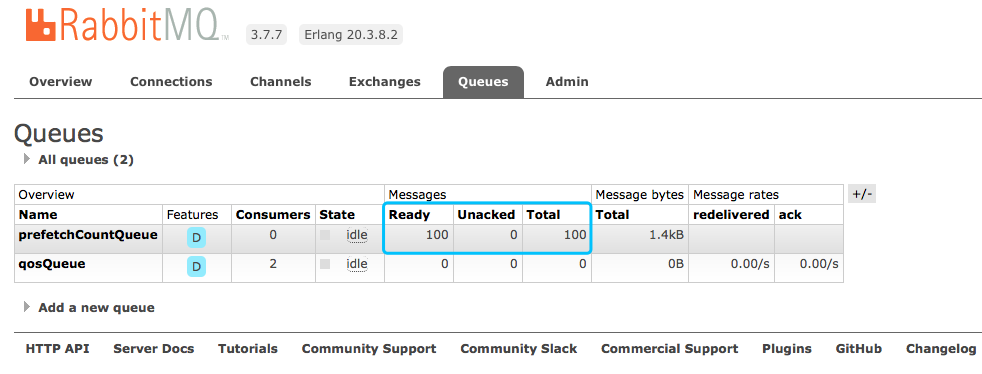 RabbitMQ TM 3.7.7 Erlang 20.3.8.2
Overview Connections Channels Exchanges Queues Admin
Queues
All queues (2)
Overview Messages Message bytes Message rates +/-
Name Features Consumers State Ready Unacked Total Total redelivered ack
prefetchCountQueue D 0 idle 100 0 100 1.4kB
qosQueue D 2 idle 0 0 0 0B 0.00/s 0.00/s
Add a new queue
HTTP API Server Docs Tutorials Community Support Community Slack Commercial Support Plugins GitHub Changelog